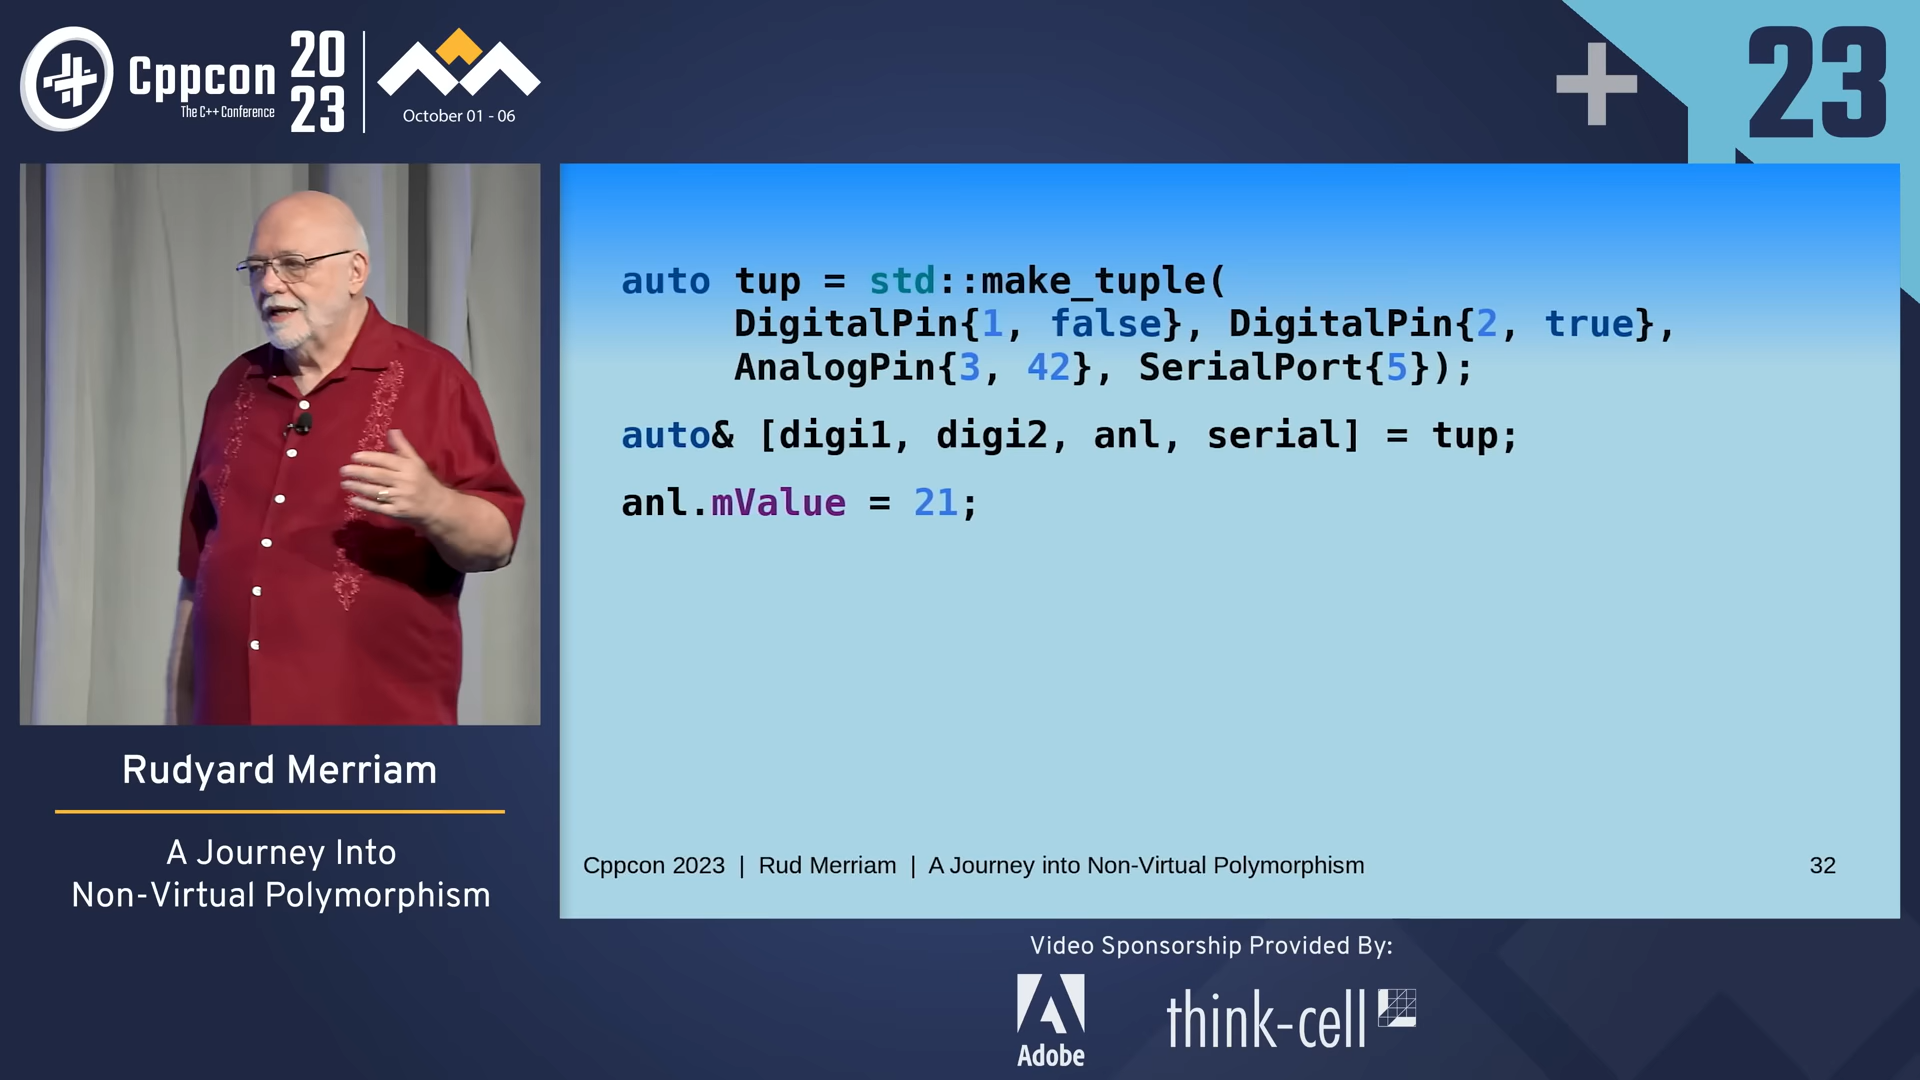 Cppcon
The C++ Conference
20
23
October 01 - 06
23
auto tup = std::make_tuple(
DigitalPin{1, false}, DigitalPin{2, true},
AnalogPin{3, 42}, SerialPort{5});
auto& [digi1, digi2, anl, serial] = tup;
anl.mValue = 21;
Cppcon 2023 | Rud Merriam | A Journey into Non-Virtual Polymorphism
32
Rudyard Merriam
A Journey Into
Non-Virtual Polymorphism
Video Sponsorship Provided By:
Adobe
think-cell